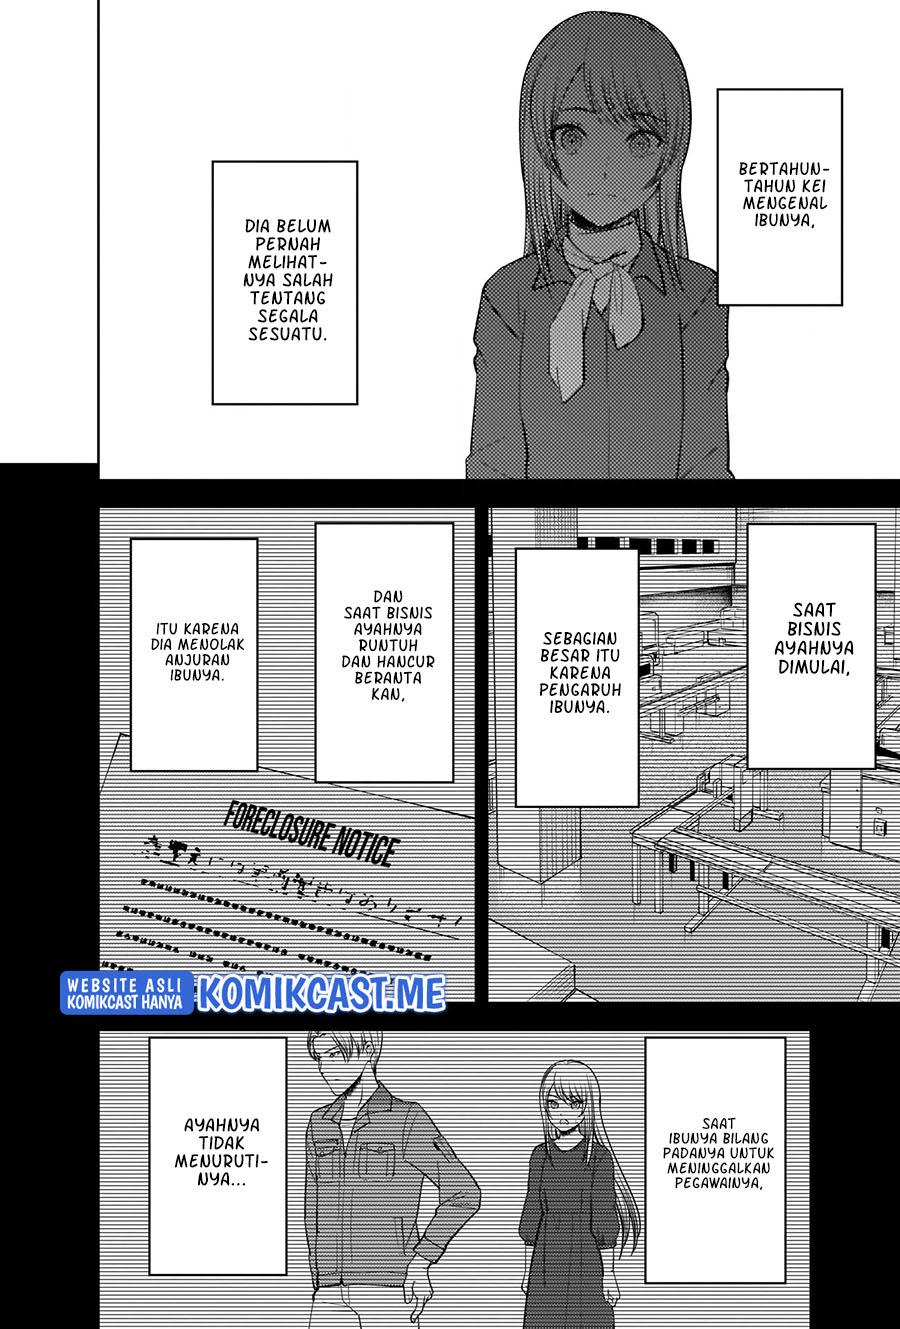 BERTAHUN-
TAHUN KEI
MENGENAL
IBUNYA,
DIA BELUM
PERNAH
MELIHAT-
NYA SALAH
TENTANG
SEGALA
SESUATU.
SAAT
BISNIS
AYAHNYA
DIMULAI,
SEBAGIAN
BESAR ITU
KARENA
PENGARUH
IBUNYA.
DAN
SAAT BISNIS
AYAHNYA
RUNTUH
DAN HANCUR
BERANTA
KAN,
ITU KARENA
DIA MENOLAK
ANJURAN
IBUNYA.
FORECLOSURE NOTICE
WEBSITE ASLI
KOMIKCAST HANYA
KOMIKCAST.ME
SAAT
IBUNYA BILANG
PADANYA UNTUK
MENINGGALKAN
PEGAWAINYA,
AYAHNYA
TIDAK
MENURUTI-
NYA...